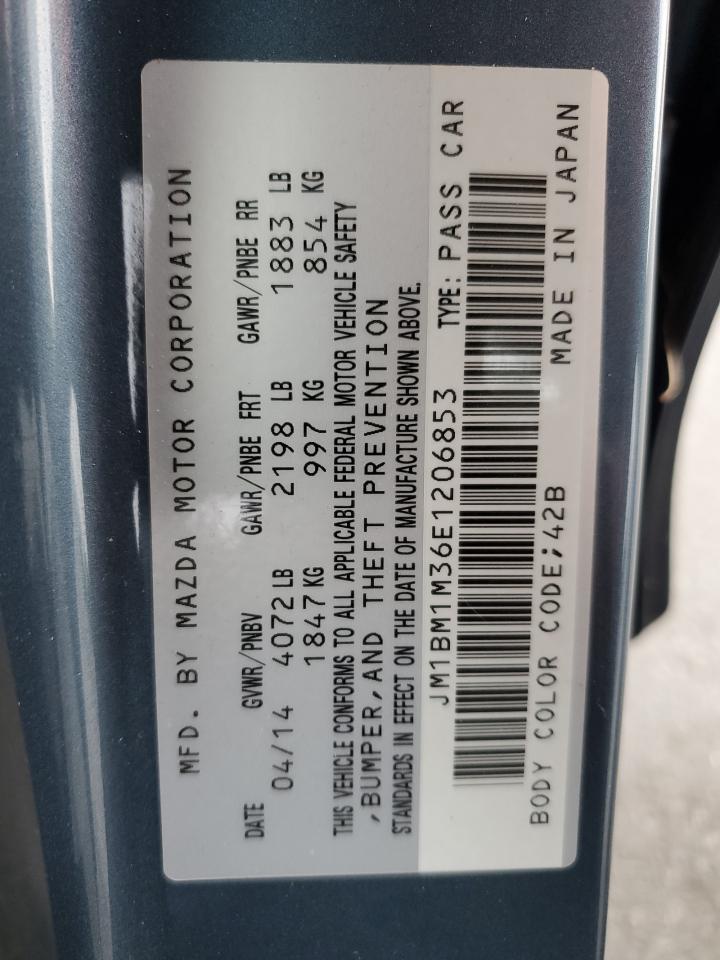 MFD. BY MAZDA MOTOR CORPORATION
DATE GVWR/PNBV GAWR/PNBE FRT GAWR/PNBE RR
04/14 4072 LB 2198 LB 1883 LB
1847 KG 997 KG 854 KG
THIS VEHICLE CONFORMS TO ALL APPLICABLE FEDERAL MOTOR VEHICLE SAFETY
,BUMPER, AND THEFT PREVENTION
STANDARDS IN EFFECT ON THE DATE OF MANUFACTURE SHOWN ABOVE.
JM1BM1M36E1206853 TYPE: PASS CAR
BODY COLOR CODE;42B MADE IN JAPAN